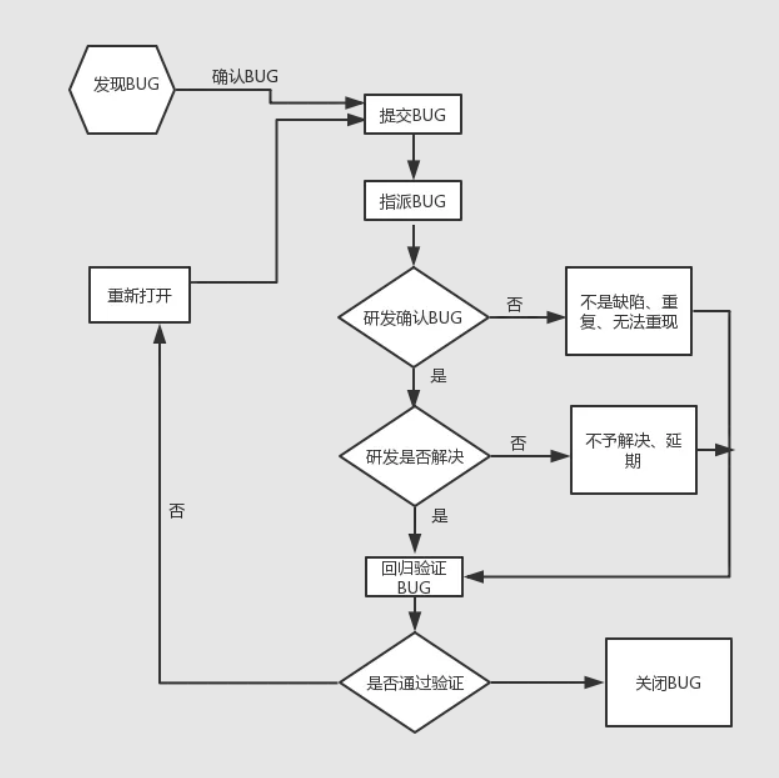 发现BUG
确认BUG
提交BUG
指派BUG
重新打开
研发确认BUG
否
不是缺陷、重
复、无法重现
是
研发是否解决
否
不予解决、延
期
否
是
回归验证
BUG
是否通过验证
关闭BUG